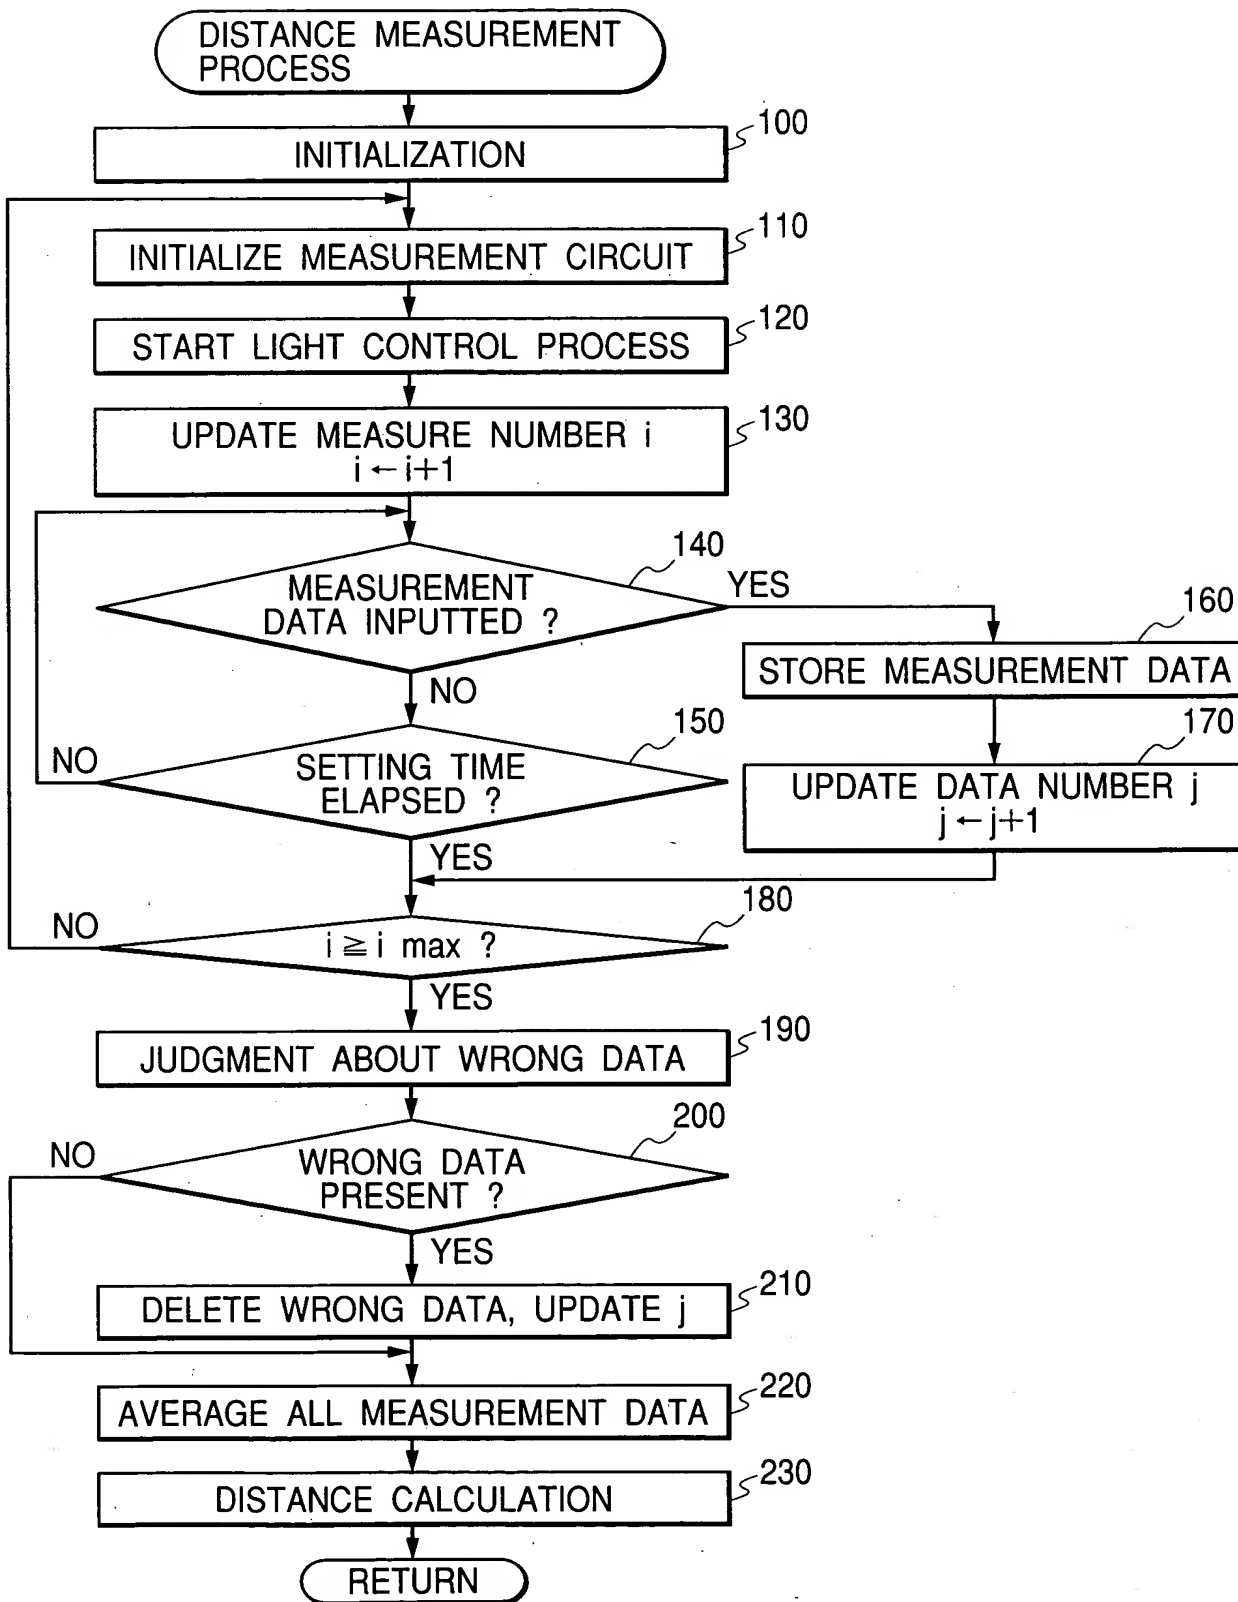 DISTANCE MEASUREMENT
PROCESS
100
INITIALIZATION
110
INITIALIZE MEASUREMENT CIRCUIT
120
START LIGHT CONTROL PROCESS
130
UPDATE MEASURE NUMBER i
i ← i+1
140
MEASUREMENT
DATA INPUTTED ?
YES
160
STORE MEASUREMENT DATA
NO
150
SETTING TIME
ELAPSED ?
NO
170
UPDATE DATA NUMBER j
j ← j+1
YES
180
NO
i ≧ i max ?
YES
190
JUDGMENT ABOUT WRONG DATA
200
NO
WRONG DATA
PRESENT ?
YES
210
DELETE WRONG DATA, UPDATE j
220
AVERAGE ALL MEASUREMENT DATA
230
DISTANCE CALCULATION
RETURN